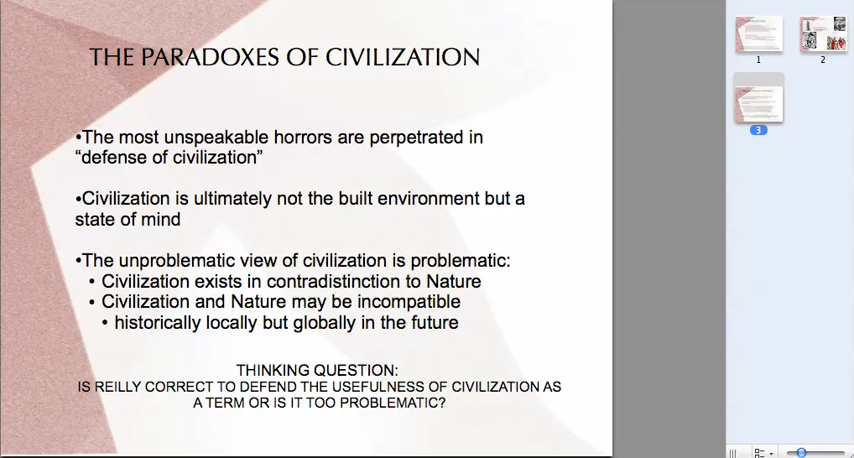 THE PARADOXES OF CIVILIZATION
•The most unspeakable horrors are perpetrated in
“defense of civilization”
•Civilization is ultimately not the built environment but a
state of mind
•The unproblematic view of civilization is problematic:
• Civilization exists in contradistinction to Nature
• Civilization and Nature may be incompatible
• historically locally but globally in the future
THINKING QUESTION:
IS REILLY CORRECT TO DEFEND THE USEFULNESS OF CIVILIZATION AS
A TERM OR IS IT TOO PROBLEMATIC?
1
2
3